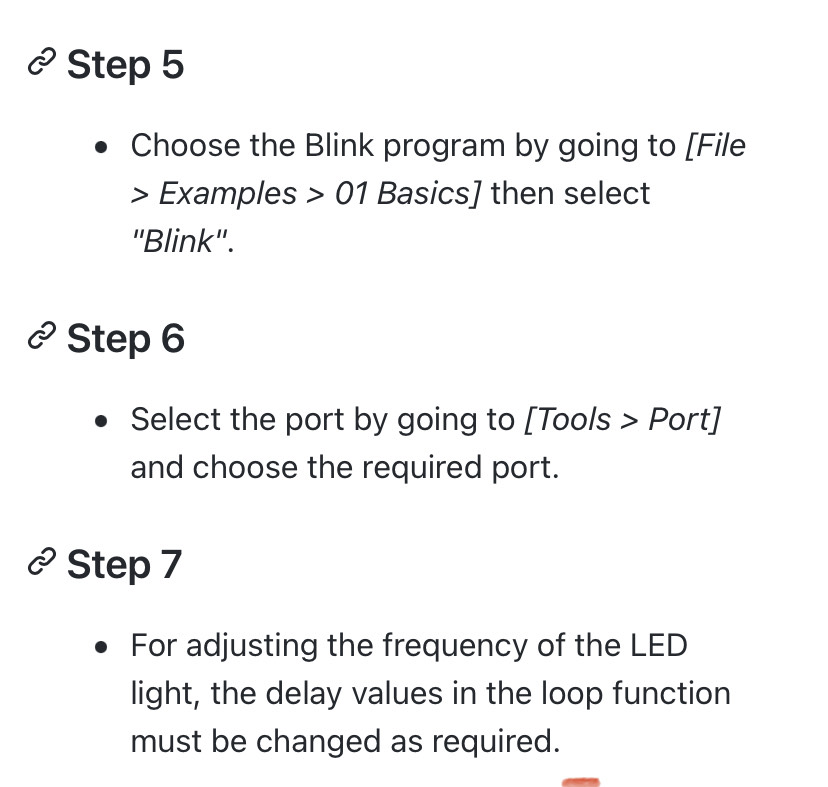 Step 5
• Choose the Blink program by going to [File
> Examples > 01 Basics] then select
"Blink".
Step 6
• Select the port by going to [Tools > Port]
and choose the required port.
Step 7
• For adjusting the frequency of the LED
light, the delay values in the loop function
must be changed as required.